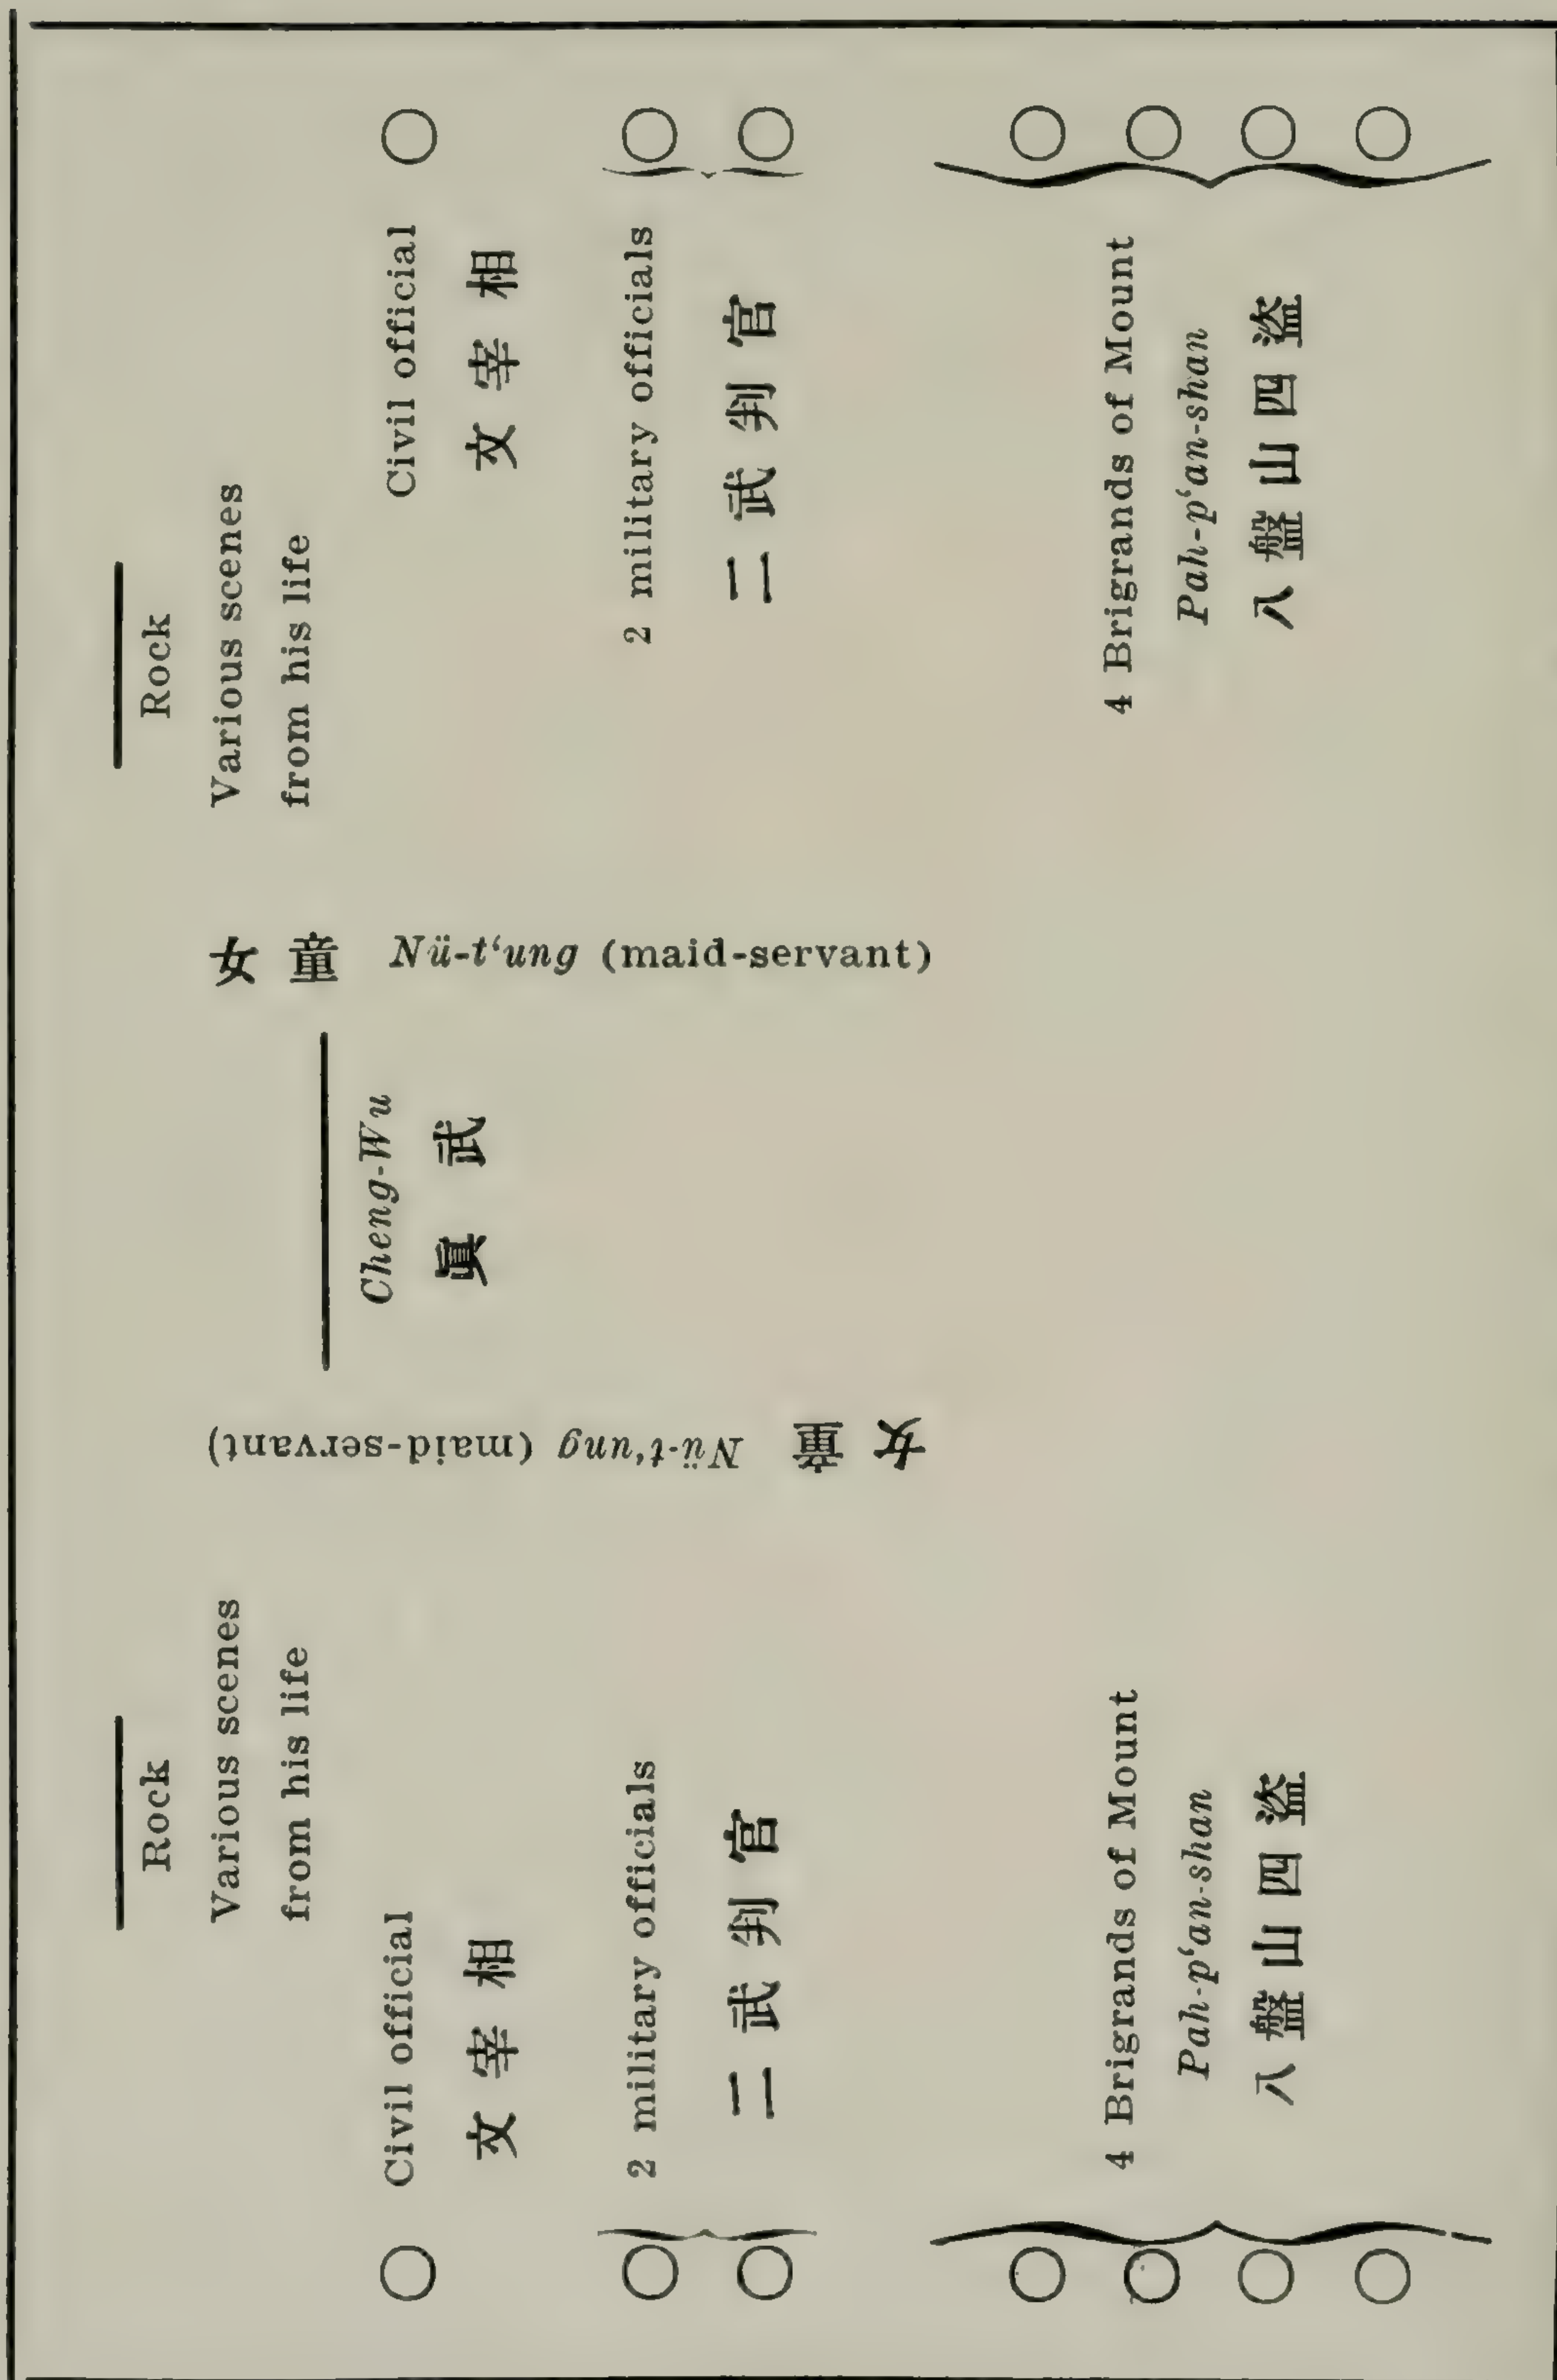 Rock
Various scenes
from his life
Civil official
文宰相
2 military officials
二武判官
4 Brigrands of Mount
Pah-p‘an-shan
八盤山四盜
女童 Nü-t‘ung (maid-servant)
Cheng-Wu
眞武
女童 Nü-t‘ung (maid-servant)
Rock
Various scenes
from his life
Civil official
文宰相
2 military officials
二武判官
4 Brigrands of Mount
Pah-p‘an-shan
八盤山四盜